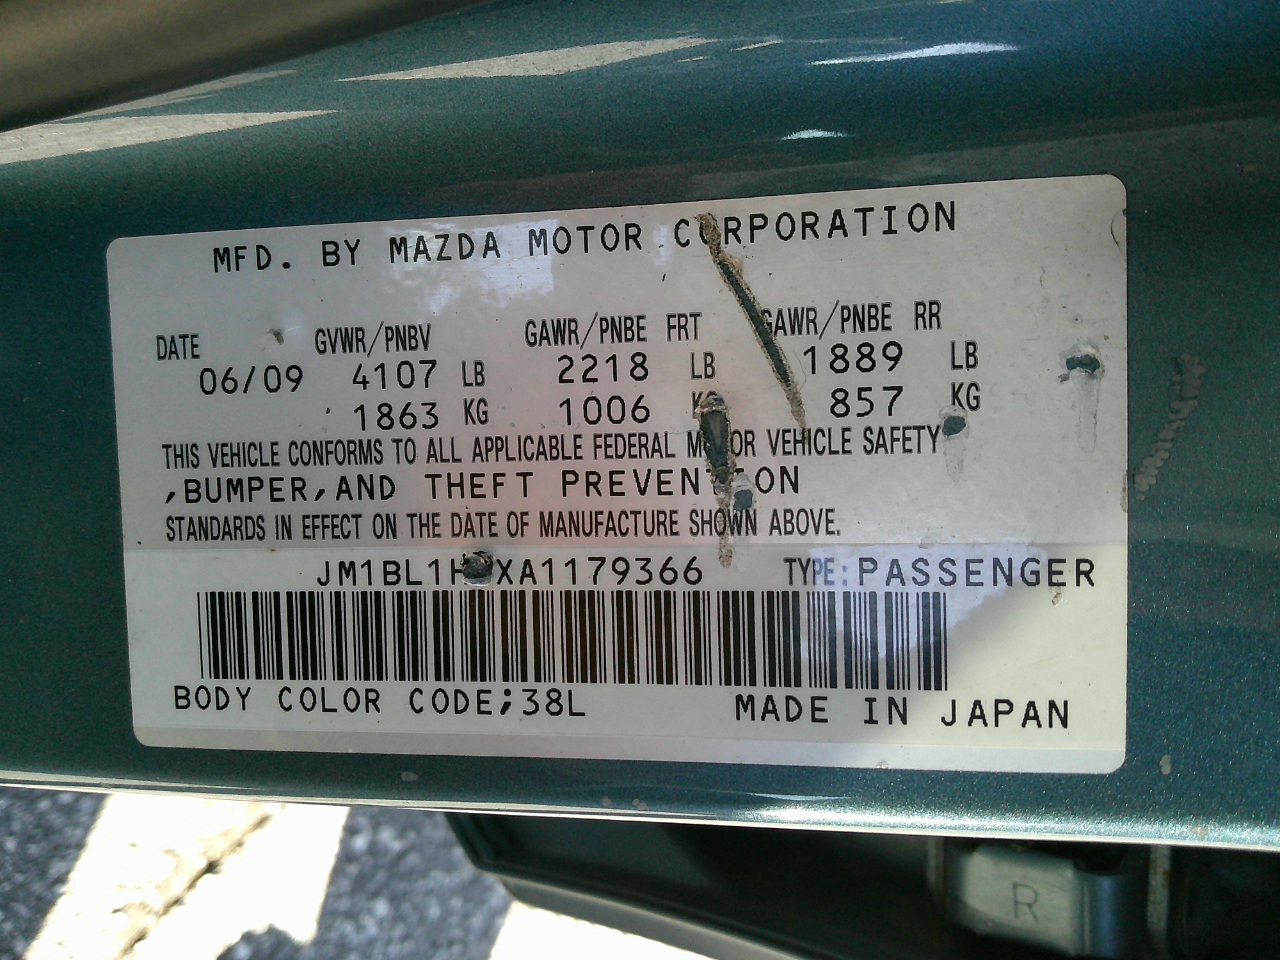 MFD. BY MAZDA MOTOR CORPORATION
DATE GVWR/PNBV GAWR/PNBE FRT GAWR/PNBE RR
06/09 4107 LB 2218 LB 1889 LB
1863 KG 1006 KG 857 KG
THIS VEHICLE CONFORMS TO ALL APPLICABLE FEDERAL MOTOR VEHICLE SAFETY
,BUMPER,AND THEFT PREVENTION
STANDARDS IN EFFECT ON THE DATE OF MANUFACTURE SHOWN ABOVE.
TYPE: PASSENGER
BODY COLOR CODE;38L MADE IN JAPAN
R